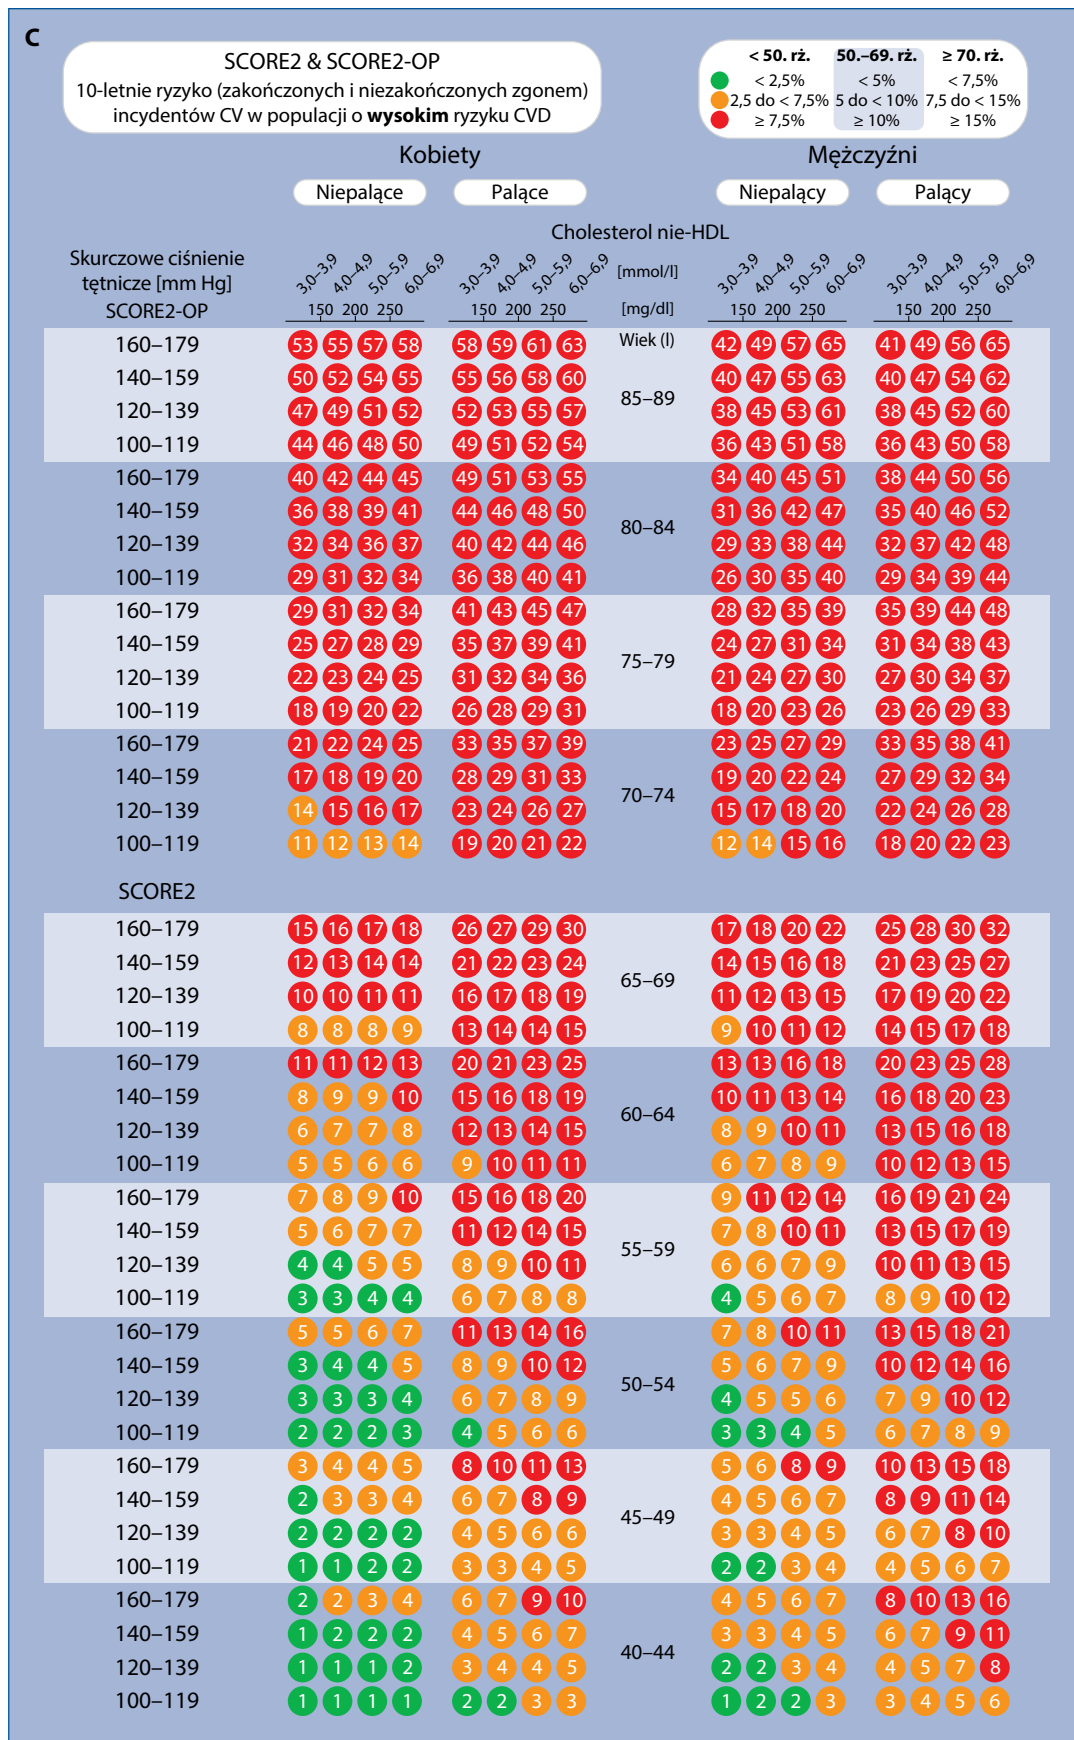 C
SCORE2 & SCORE2-OP
10-letnie ryzyko (zakończonych i niezakończonych zgonem)
incydentów CV w populacji o wysokim ryzyku CVD
< 50. rż. 50.–69. rż. ≥ 70. rż.
< 2,5% < 5% < 7,5%
2,5 do < 7,5% 5 do < 10% 7,5 do < 15%
≥ 7,5% ≥ 10% ≥ 15%
Kobiety Mężczyźni
Niepalące Palące Niepalący Palący
Cholesterol nie-HDL
Skurczowe ciśnienie
tętnicze [mm Hg]
3,0–3,9 4,0–4,9 5,0–5,9 6,0–6,9 3,0–3,9 4,0–4,9 5,0–5,9 6,0–6,9 [mmol/l] 3,0–3,9 4,0–4,9 5,0–5,9 6,0–6,9 3,0–3,9 4,0–4,9 5,0–5,9 6,0–6,9
SCORE2-OP 150 200 250 150 200 250 [mg/dl] 150 200 250 150 200 250
160–179 53 55 57 58 58 59 61 63 Wiek (l) 42 49 57 65 41 49 56 65
140–159 50 52 54 55 55 56 58 60 40 47 55 63 40 47 54 62
85–89
120–139 47 49 51 52 52 53 55 57 38 45 53 61 38 45 52 60
100–119 44 46 48 50 49 51 52 54 36 43 51 58 36 43 50 58
160–179 40 42 44 45 49 51 53 55 34 40 45 51 38 44 50 56
140–159 36 38 39 41 44 46 48 50 31 36 42 47 35 40 46 52
80–84
120–139 32 34 36 37 40 42 44 46 29 33 38 44 32 37 42 48
100–119 29 31 32 34 36 38 40 41 26 30 35 40 29 34 39 44
160–179 29 31 32 34 41 43 45 47 28 32 35 39 35 39 44 48
140–159 25 27 28 29 35 37 39 41 24 27 31 34 31 34 38 43
75–79
120–139 22 23 24 25 31 32 34 36 21 24 27 30 27 30 34 37
100–119 18 19 20 22 26 28 29 31 18 20 23 26 23 26 29 33
160–179 21 22 24 25 33 35 37 39 23 25 27 29 33 35 38 41
140–159 17 18 19 20 28 29 31 33 19 20 22 24 27 29 32 34
70–74
120–139 14 15 16 17 23 24 26 27 15 17 18 20 22 24 26 28
100–119 11 12 13 14 19 20 21 22 12 14 15 16 18 20 22 23
SCORE2
160–179 15 16 17 18 26 27 29 30 17 18 20 22 25 28 30 32
140–159 12 13 14 14 21 22 23 24 14 15 16 18 21 23 25 27
65–69
120–139 10 10 11 11 16 17 18 19 11 12 13 15 17 19 20 22
100–119 8 8 8 9 13 14 14 15 9 10 11 12 14 15 17 18
160–179 11 11 12 13 20 21 23 25 13 13 16 18 20 23 25 28
140–159 8 9 9 10 15 16 18 19 10 11 13 14 16 18 20 23
60–64
120–139 6 7 7 8 12 13 14 15 8 9 10 11 13 15 16 18
100–119 5 5 6 6 9 10 11 11 6 7 8 9 10 12 13 15
160–179 7 8 9 10 15 16 18 20 9 11 12 14 16 19 21 24
140–159 5 6 7 7 11 12 14 15 7 8 10 11 13 15 17 19
55–59
120–139 4 4 5 5 8 9 10 11 6 6 7 9 10 11 13 15
100–119 3 3 4 4 6 7 8 8 4 5 6 7 8 9 10 12
160–179 5 5 6 7 11 13 14 16 7 8 10 11 13 15 18 21
140–159 3 4 4 5 8 9 10 12 5 6 7 9 10 12 14 16
50–54
120–139 3 3 3 4 6 7 8 9 4 5 5 6 7 9 10 12
100–119 2 2 2 3 4 5 6 6 3 3 4 5 6 7 8 9
160–179 3 4 4 5 8 10 11 13 5 6 8 9 10 13 15 18
140–159 2 3 3 4 6 7 8 9 4 5 6 7 8 9 11 14
45–49
120–139 2 2 2 2 4 5 6 6 3 3 4 5 6 7 8 10
100–119 1 1 2 2 3 3 4 5 2 2 3 4 4 5 6 7
160–179 2 2 3 4 6 7 9 10 4 5 6 7 8 10 13 16
140–159 1 2 2 2 4 5 6 7 3 3 4 5 6 7 9 11
40–44
120–139 1 1 1 2 3 4 4 5 2 2 3 4 4 5 7 8
100–119 1 1 1 1 2 2 3 3 1 2 2 3 3 4 5 6